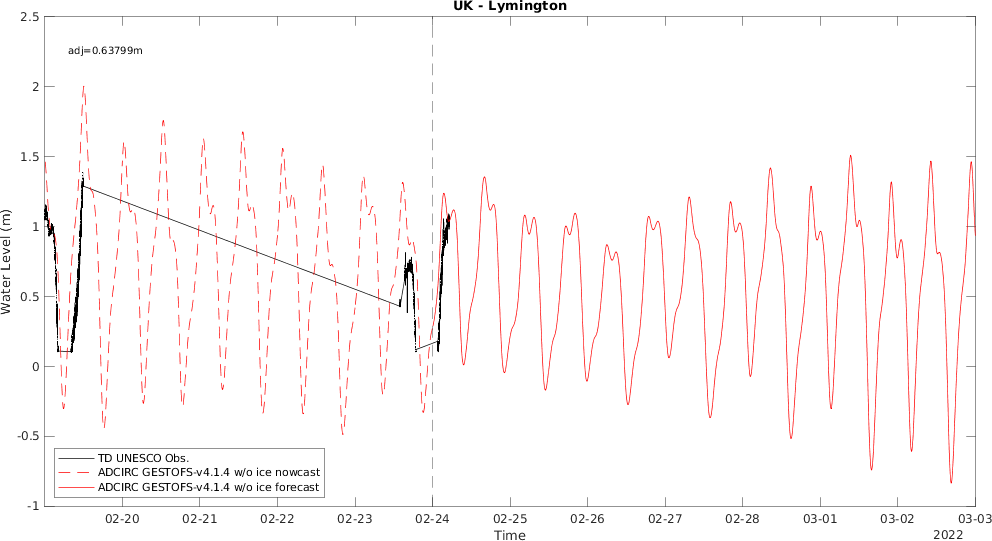 UK - Lymington
adj=0.63799m
2.5
2
1.5
1
0.5
0
-0.5
-1
Water Level (m)
TD UNESCO Obs.
ADCIRC GESTOFS-v4.1.4 w/o ice nowcast
ADCIRC GESTOFS-v4.1.4 w/o ice forecast
02-20 02-21 02-22 02-23 02-24 02-25 02-26 02-27 02-28 03-01 03-02 03-03
Time
2022